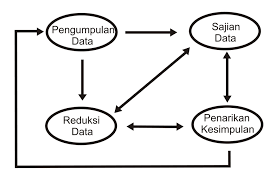 Pengumpulan
Data
Sajian
Data
Reduksi
Data
Penarikan
Kesimpulan